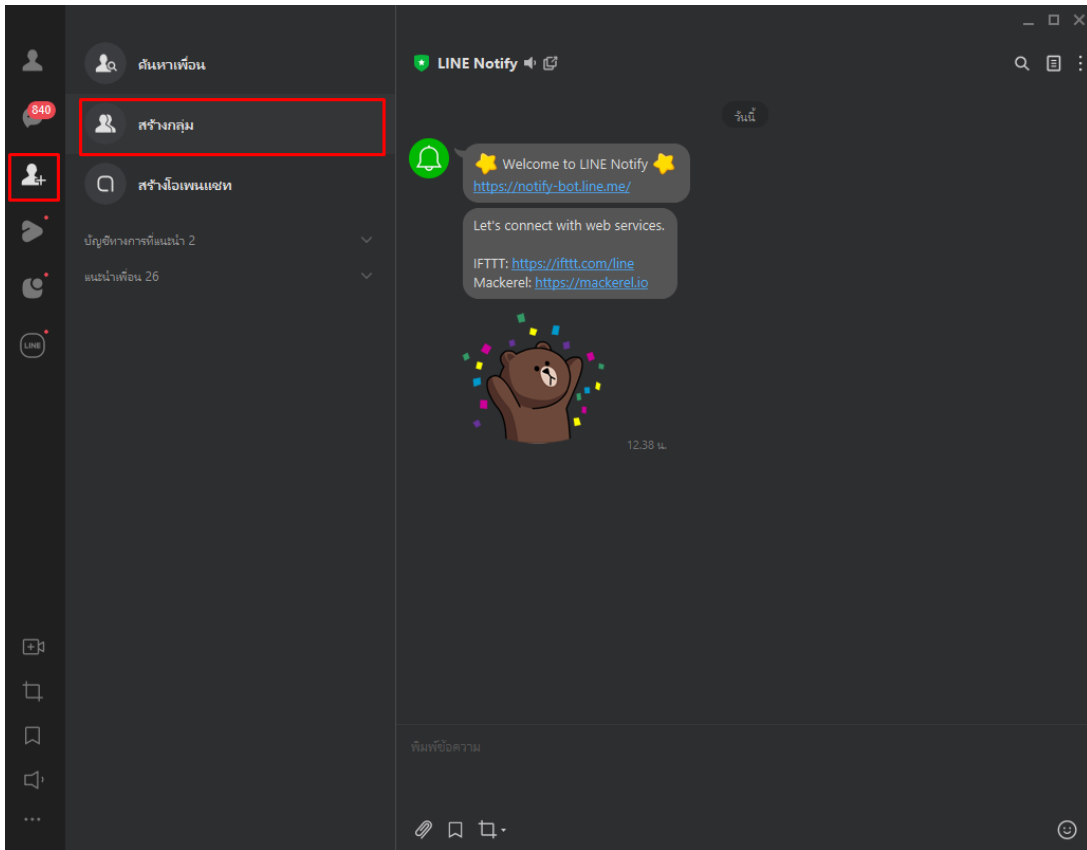 840
LINE
ค้นหาเพื่อน
สร้างกลุ่ม
สร้างโอเพนแชท
บัญชีทางการที่แนะนำ 2
แนะนำเพื่อน 26
LINE Notify
วันนี้
Welcome to LINE Notify
https://notify-bot.line.me/
Let's connect with web services.
IFTTT: https://ifttt.com/line
Mackerel: https://mackerel.io
12.38 น.
พิมพ์ข้อความ